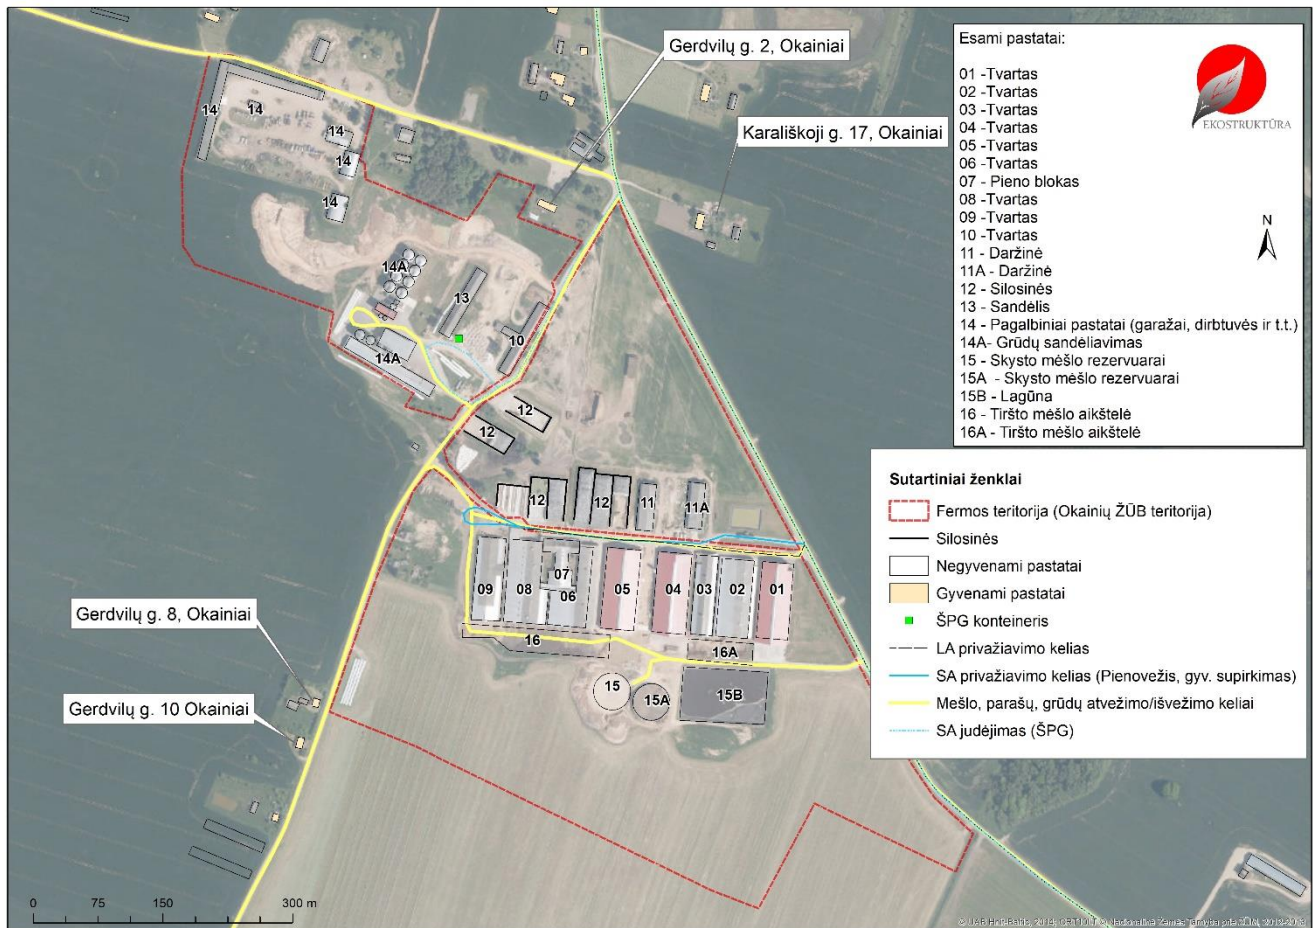 Gerdvilų g. 2, Okainiai
Karališkoji g. 17, Okainiai
Esami pastatai:
01 -Tvartas
02 -Tvartas
03 -Tvartas
04 -Tvartas
05 -Tvartas
06 -Tvartas
07 -Pieno blokas
08 -Tvartas
09 -Tvartas
10 -Tvartas
11 - Daržinė
11A - Daržinė
12 - Silosinės
13 - Sandėlis
14 - Pagalbiniai pastatai (garažai, dirbtuvės ir t.t.)
14A- Grūdų sandėliavimas
15 - Skysto mėšlo rezervuarai
15A - Skysto mėšlo rezervuarai
15B - Lagūna
16 - Tiršto mėšlo aikštelė
16A - Tiršto mėšlo aikštelė
EKOSTRUKTŪRA
N
14
14
14
14
14
14A
13
10
14A
12
12
12
12
11
11A
09
08
07
06
05
04
03
02
01
16
16A
15
15A
15B
Sutartiniai ženklai
Fermos teritorija (Okainių ŽŪB teritorija)
Silosinės
Negyvenami pastatai
Gyvenami pastatai
ŠPG konteineris
LA privažiavimo kelias
SA privažiavimo kelias (Pienovežis, gyv. supirkimas)
Mešlo, parašų, grūdų atvežimo/išvežimo keliai
SA judėjimas (ŠPG)
Gerdvilų g. 8, Okainiai
Gerdvilų g. 10 Okainiai
0 75 150 300 m